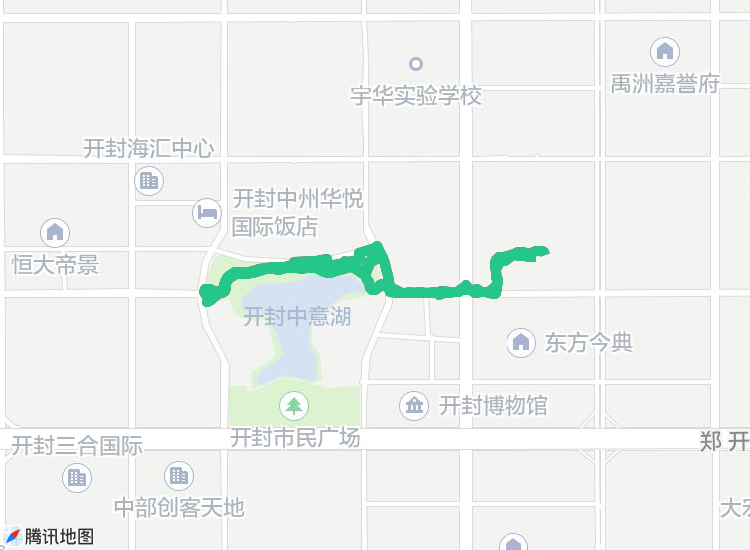 禹洲嘉誉府
宇华实验学校
开封海汇中心
开封中州华悦
国际饭店
恒大帝景
开封中意湖
东方今典
开封博物馆
开封市民广场
郑 开
开封三合国际
中部创客天地
腾讯地图